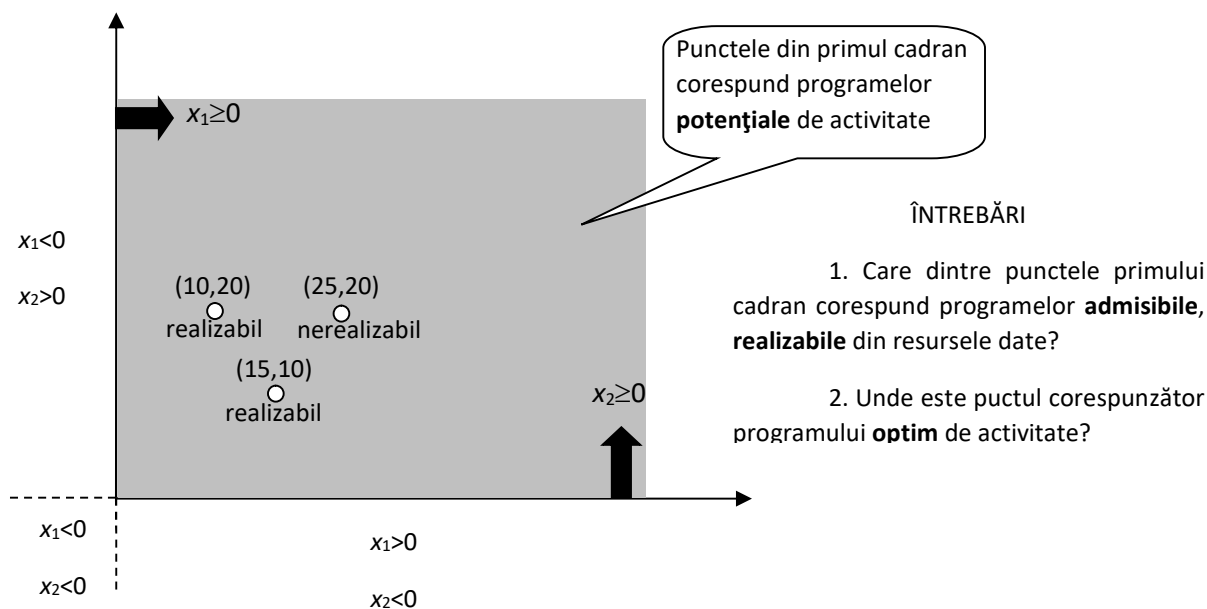 Punctele din primul cadran
corespund programelor
potenţiale de activitate
x1≥0
ÎNTREBĂRI
x1<0
x2>0
1. Care dintre punctele primului
cadran corespund programelor admisibile,
realizabile din resursele date?
(10,20)
realizabil
(25,20)
nerealizabil
(15,10)
realizabil
x2≥0
2. Unde este puctul corespunzător
programului optim de activitate?
x1<0
x2<0
x1>0
x2<0